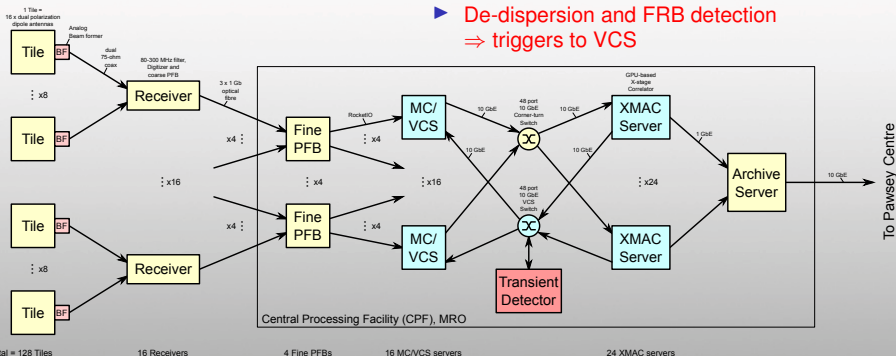 ► De-dispersion and FRB detection
⇒ triggers to VCS
1 Tile =
16 x dual polarization
dipole antennas
Analog
Beam former
Tile
BF
dual
75-ohm
coax
⋮ x8
Tile
BF
80-300 MHz filter,
Digitizer and
coarse PFB
Receiver
3 x 1 Gb
optical
fibre
x4 ⋮
⋮ x16
x4 ⋮
Tile
BF
⋮ x8
Tile
BF
Receiver
Fine
PFB
⋮ x4
Fine
PFB
RocketIO
⋮ x4
⋮ x4
MC/
VCS
⋮ x16
MC/
VCS
10 GbE
10 GbE
48 port
10 GbE
Corner-turn
Switch
48 port
10 GbE
VCS
Switch
10 GbE
10 GbE
Transient
Detector
GPU-based
X-stage
Correlator
XMAC
Server
⋮ x24
XMAC
Server
1 GbE
Archive
Server
10 GbE
To Pawsey Centre
Central Processing Facility (CPF), MRO
tal = 128 Tiles
16 Receivers
4 Fine PFBs
16 MC/VCS servers
24 XMAC servers